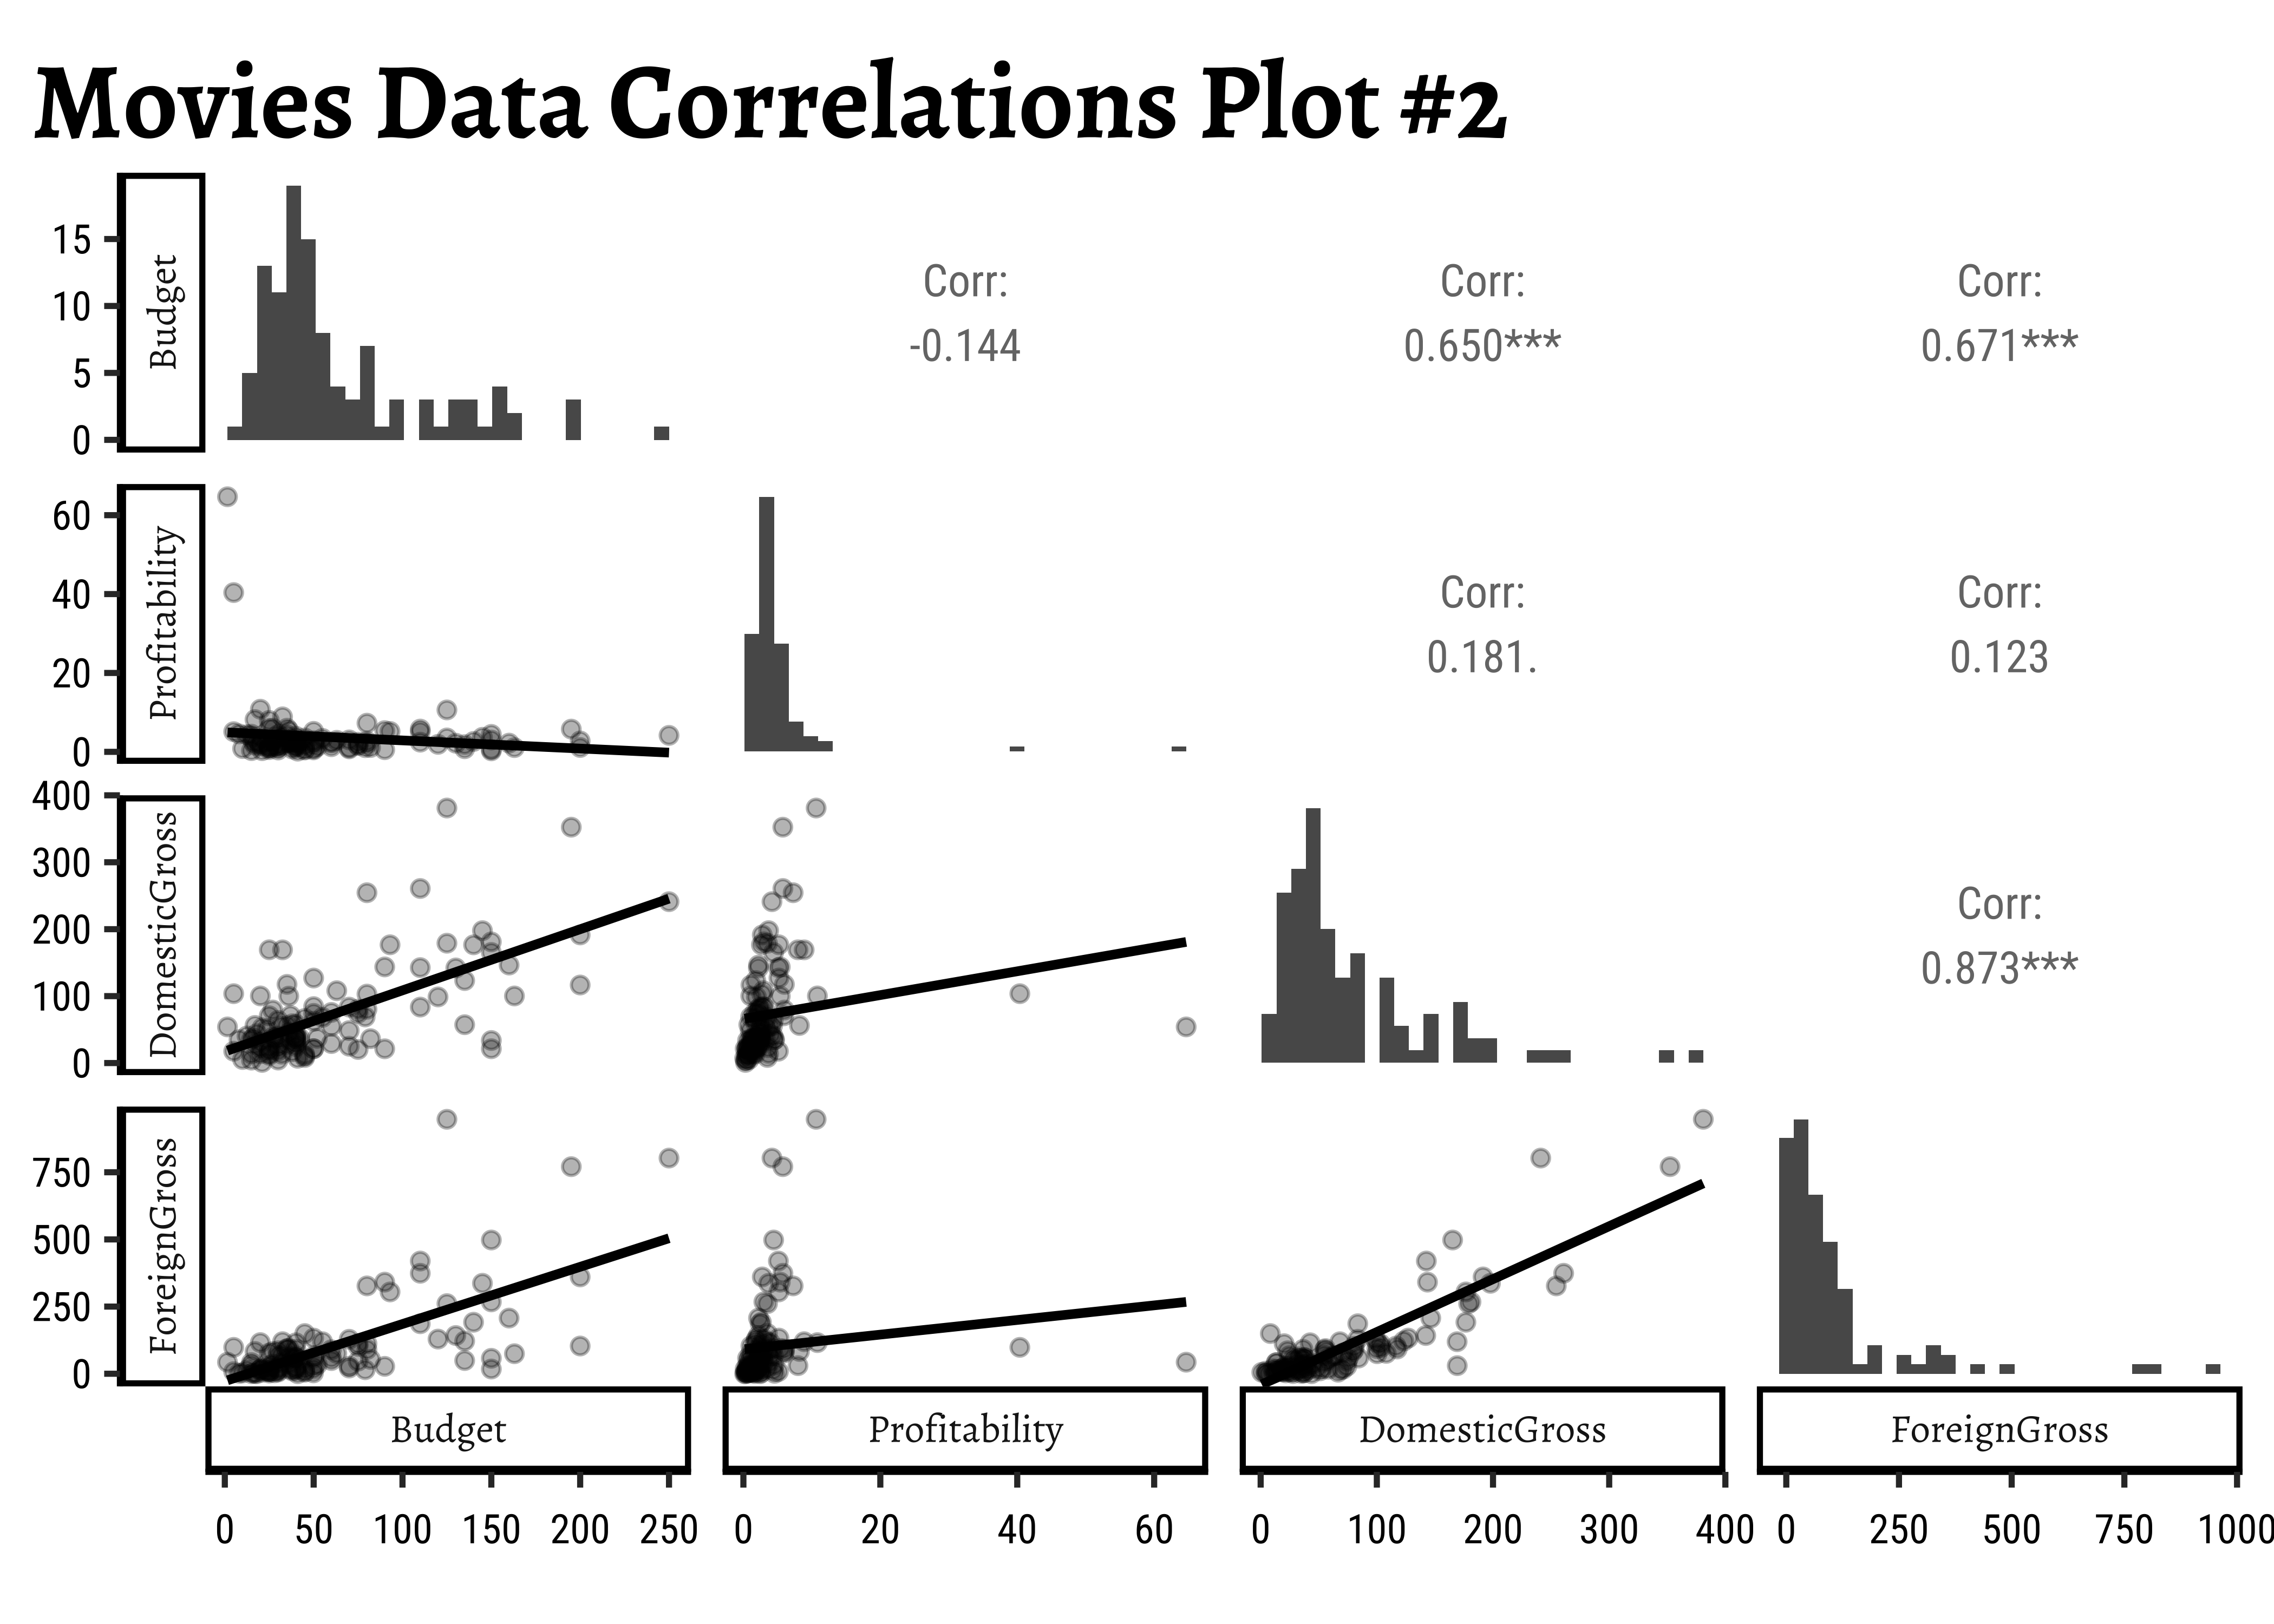 Movies Data Correlations Plot #2
15
10
5
0
Budget
Corr:
-0.144
Corr:
0.650***
Corr:
0.671***
60
40
20
0
Profitability
Corr:
0.181.
Corr:
0.123
400
300
200
100
0
DomesticGross
Corr:
0.873***
750
500
250
0
ForeignGross
Budget
Profitability
DomesticGross
ForeignGross
0 50 100 150 200 250 0 20 40 60 0 100 200 300 400 0 250 500 750 1000